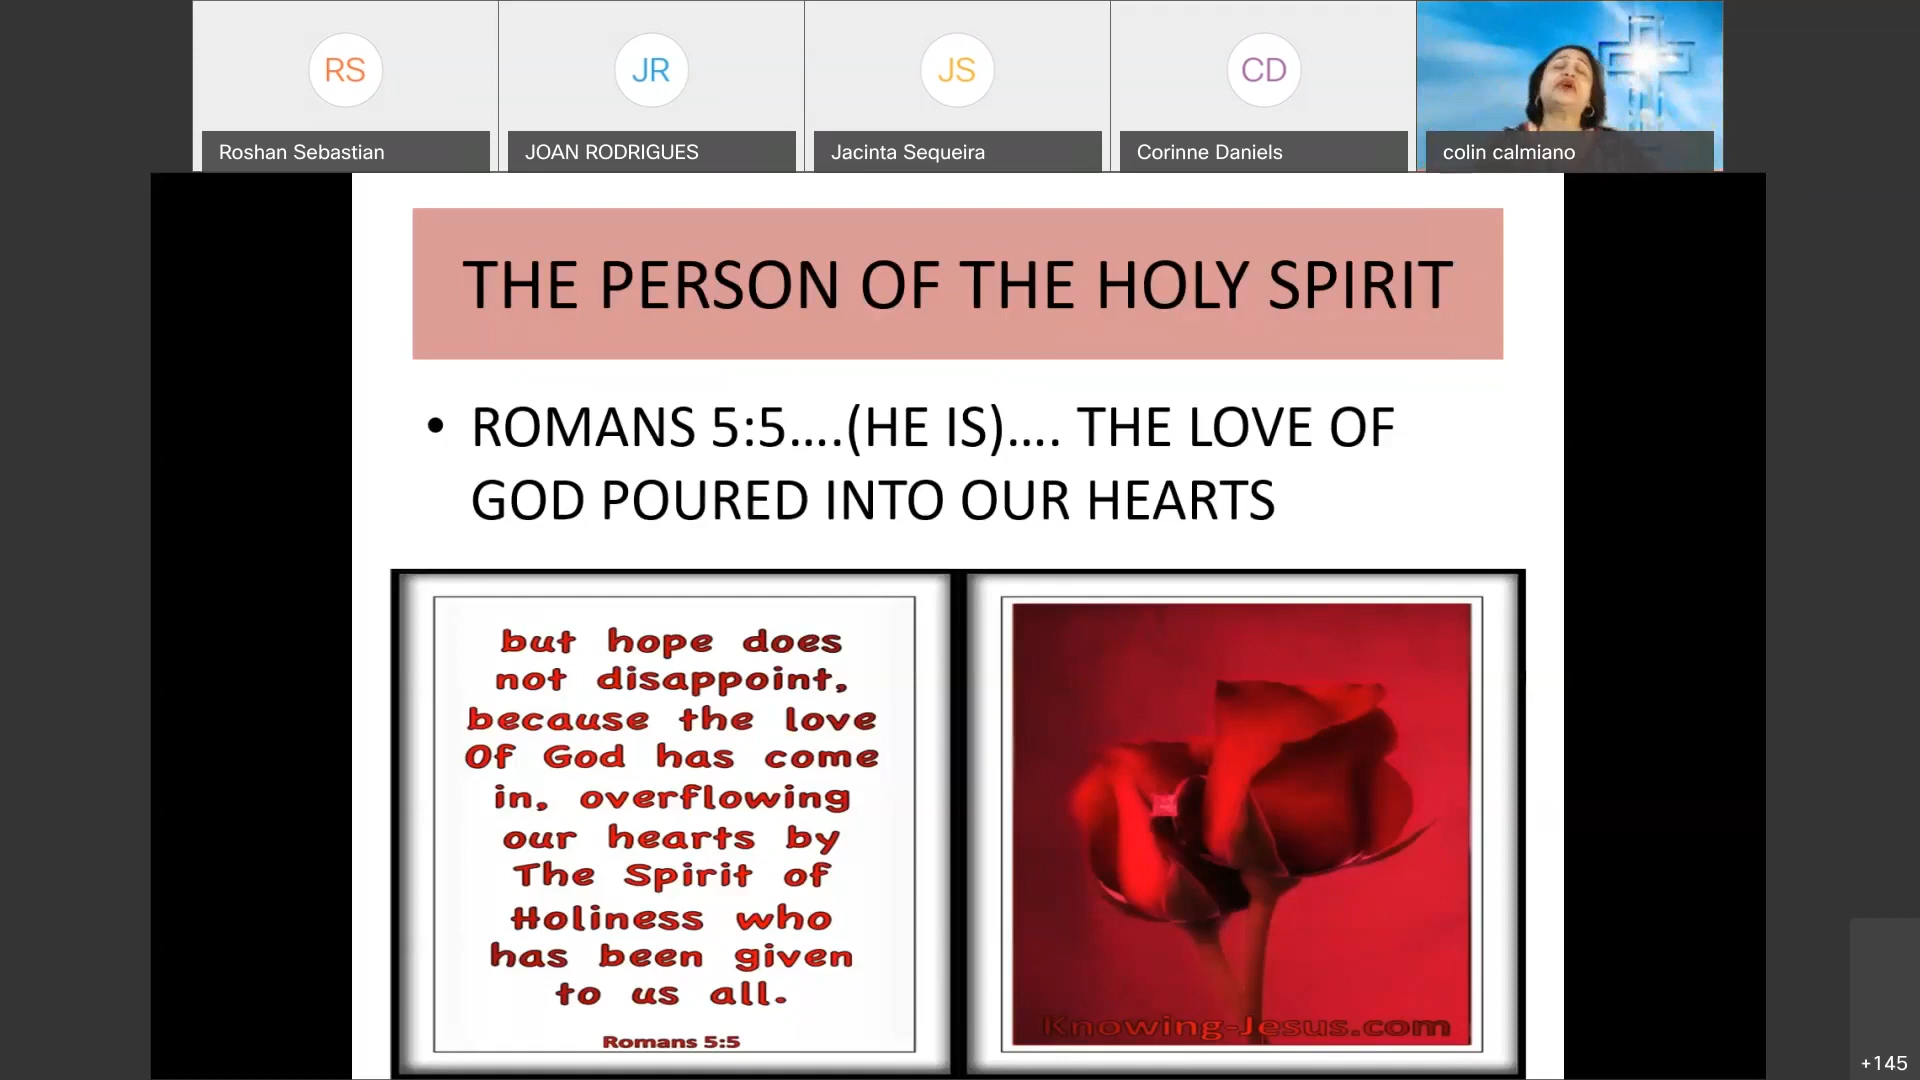 RS
JR
JS
CD
Roshan Sebastian
JOAN RODRIGUES
Jacinta Sequeira
Corinne Daniels
colin calmiano
THE PERSON OF THE HOLY SPIRIT
• ROMANS 5:5....(HE IS).... THE LOVE OF
GOD POURED INTO OUR HEARTS
but hope does
not disappoint,
because the love
Of God has come
in, overflowing
our hearts by
The Spirit of
Holiness who
has been given
to us all.
Romans 5:5
Knowing-Jesus.com
+145